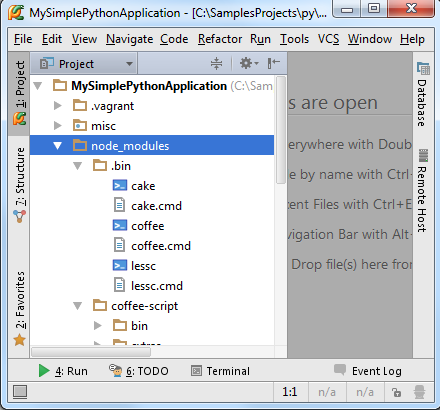 MySimplePythonApplication - [C:\SamplesProjects\py\...
File Edit View Navigate Code Refactor Run Tools VCS Window Help
1: Project
7: Structure
2: Favorites
Project
MySimplePythonApplication (C:\Sam
.vagrant
misc
node_modules
.bin
cake
cake.cmd
coffee
coffee.cmd
lessc
lessc.cmd
coffee-script
bin
s are open
erywhere with Doub
e by name with Ctrl+
ent Files with Ctrl+E
vigation Bar with Alt+
Drop file(s) here from
Database
Remote Host
4: Run 6: TODO Terminal Event Log
1:1 n/a n/a